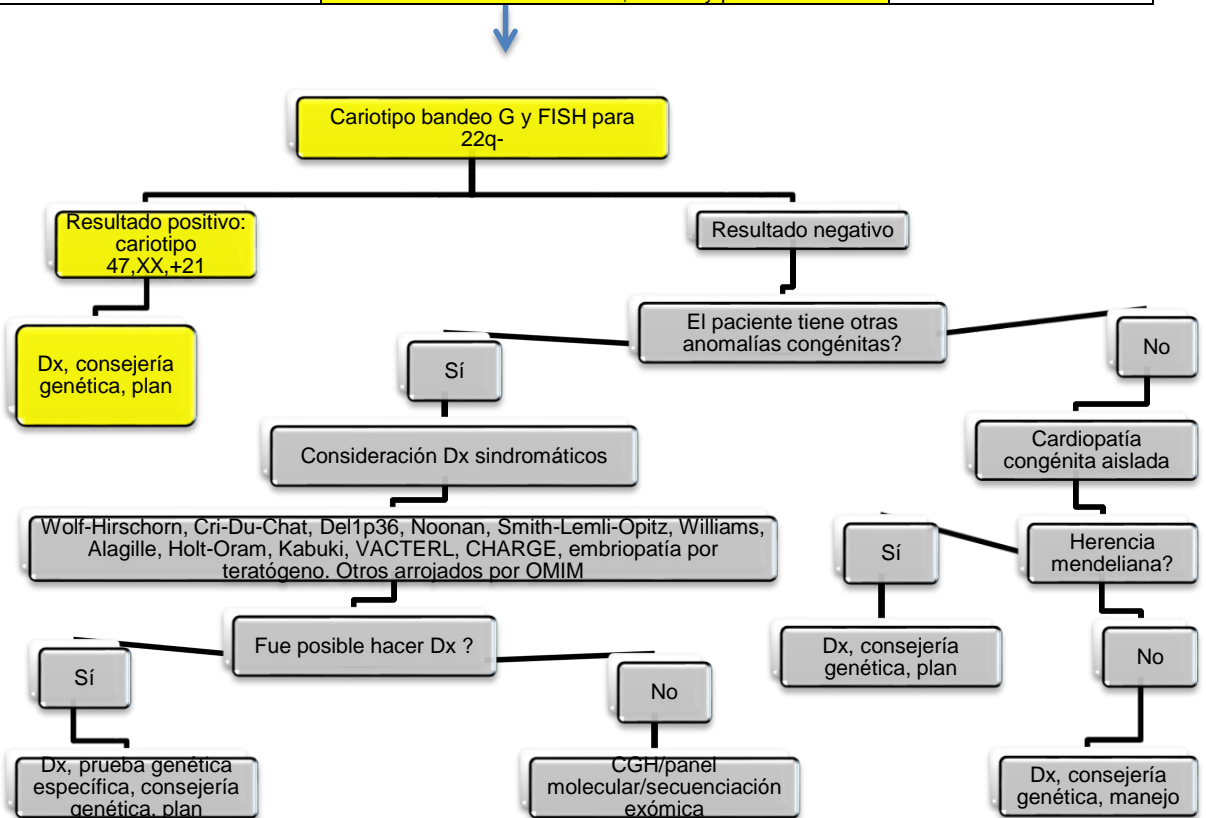 Cariotipo bandeo G y FISH para
22q-
Resultado positivo:
cariotipo
47,XX,+21
Resultado negativo
Dx, consejería
genética, plan
El paciente tiene otras
anomalías congénitas?
Sí
No
Consideración Dx sindromáticos
Cardiopatía
congénita aislada
Wolf-Hirschorn, Cri-Du-Chat, Del1p36, Noonan, Smith-Lemli-Opitz, Williams,
Alagille, Holt-Oram, Kabuki, VACTERL, CHARGE, embriopatía por
teratógeno. Otros arrojados por OMIM
Sí
Herencia
mendeliana?
Fue posible hacer Dx ?
Dx, consejería
genética, plan
No
Sí
No
Dx, prueba genética
específica, consejería
genética, plan
CGH/panel
molecular/secuenciación
exómica
Dx, consejería
genética, manejo